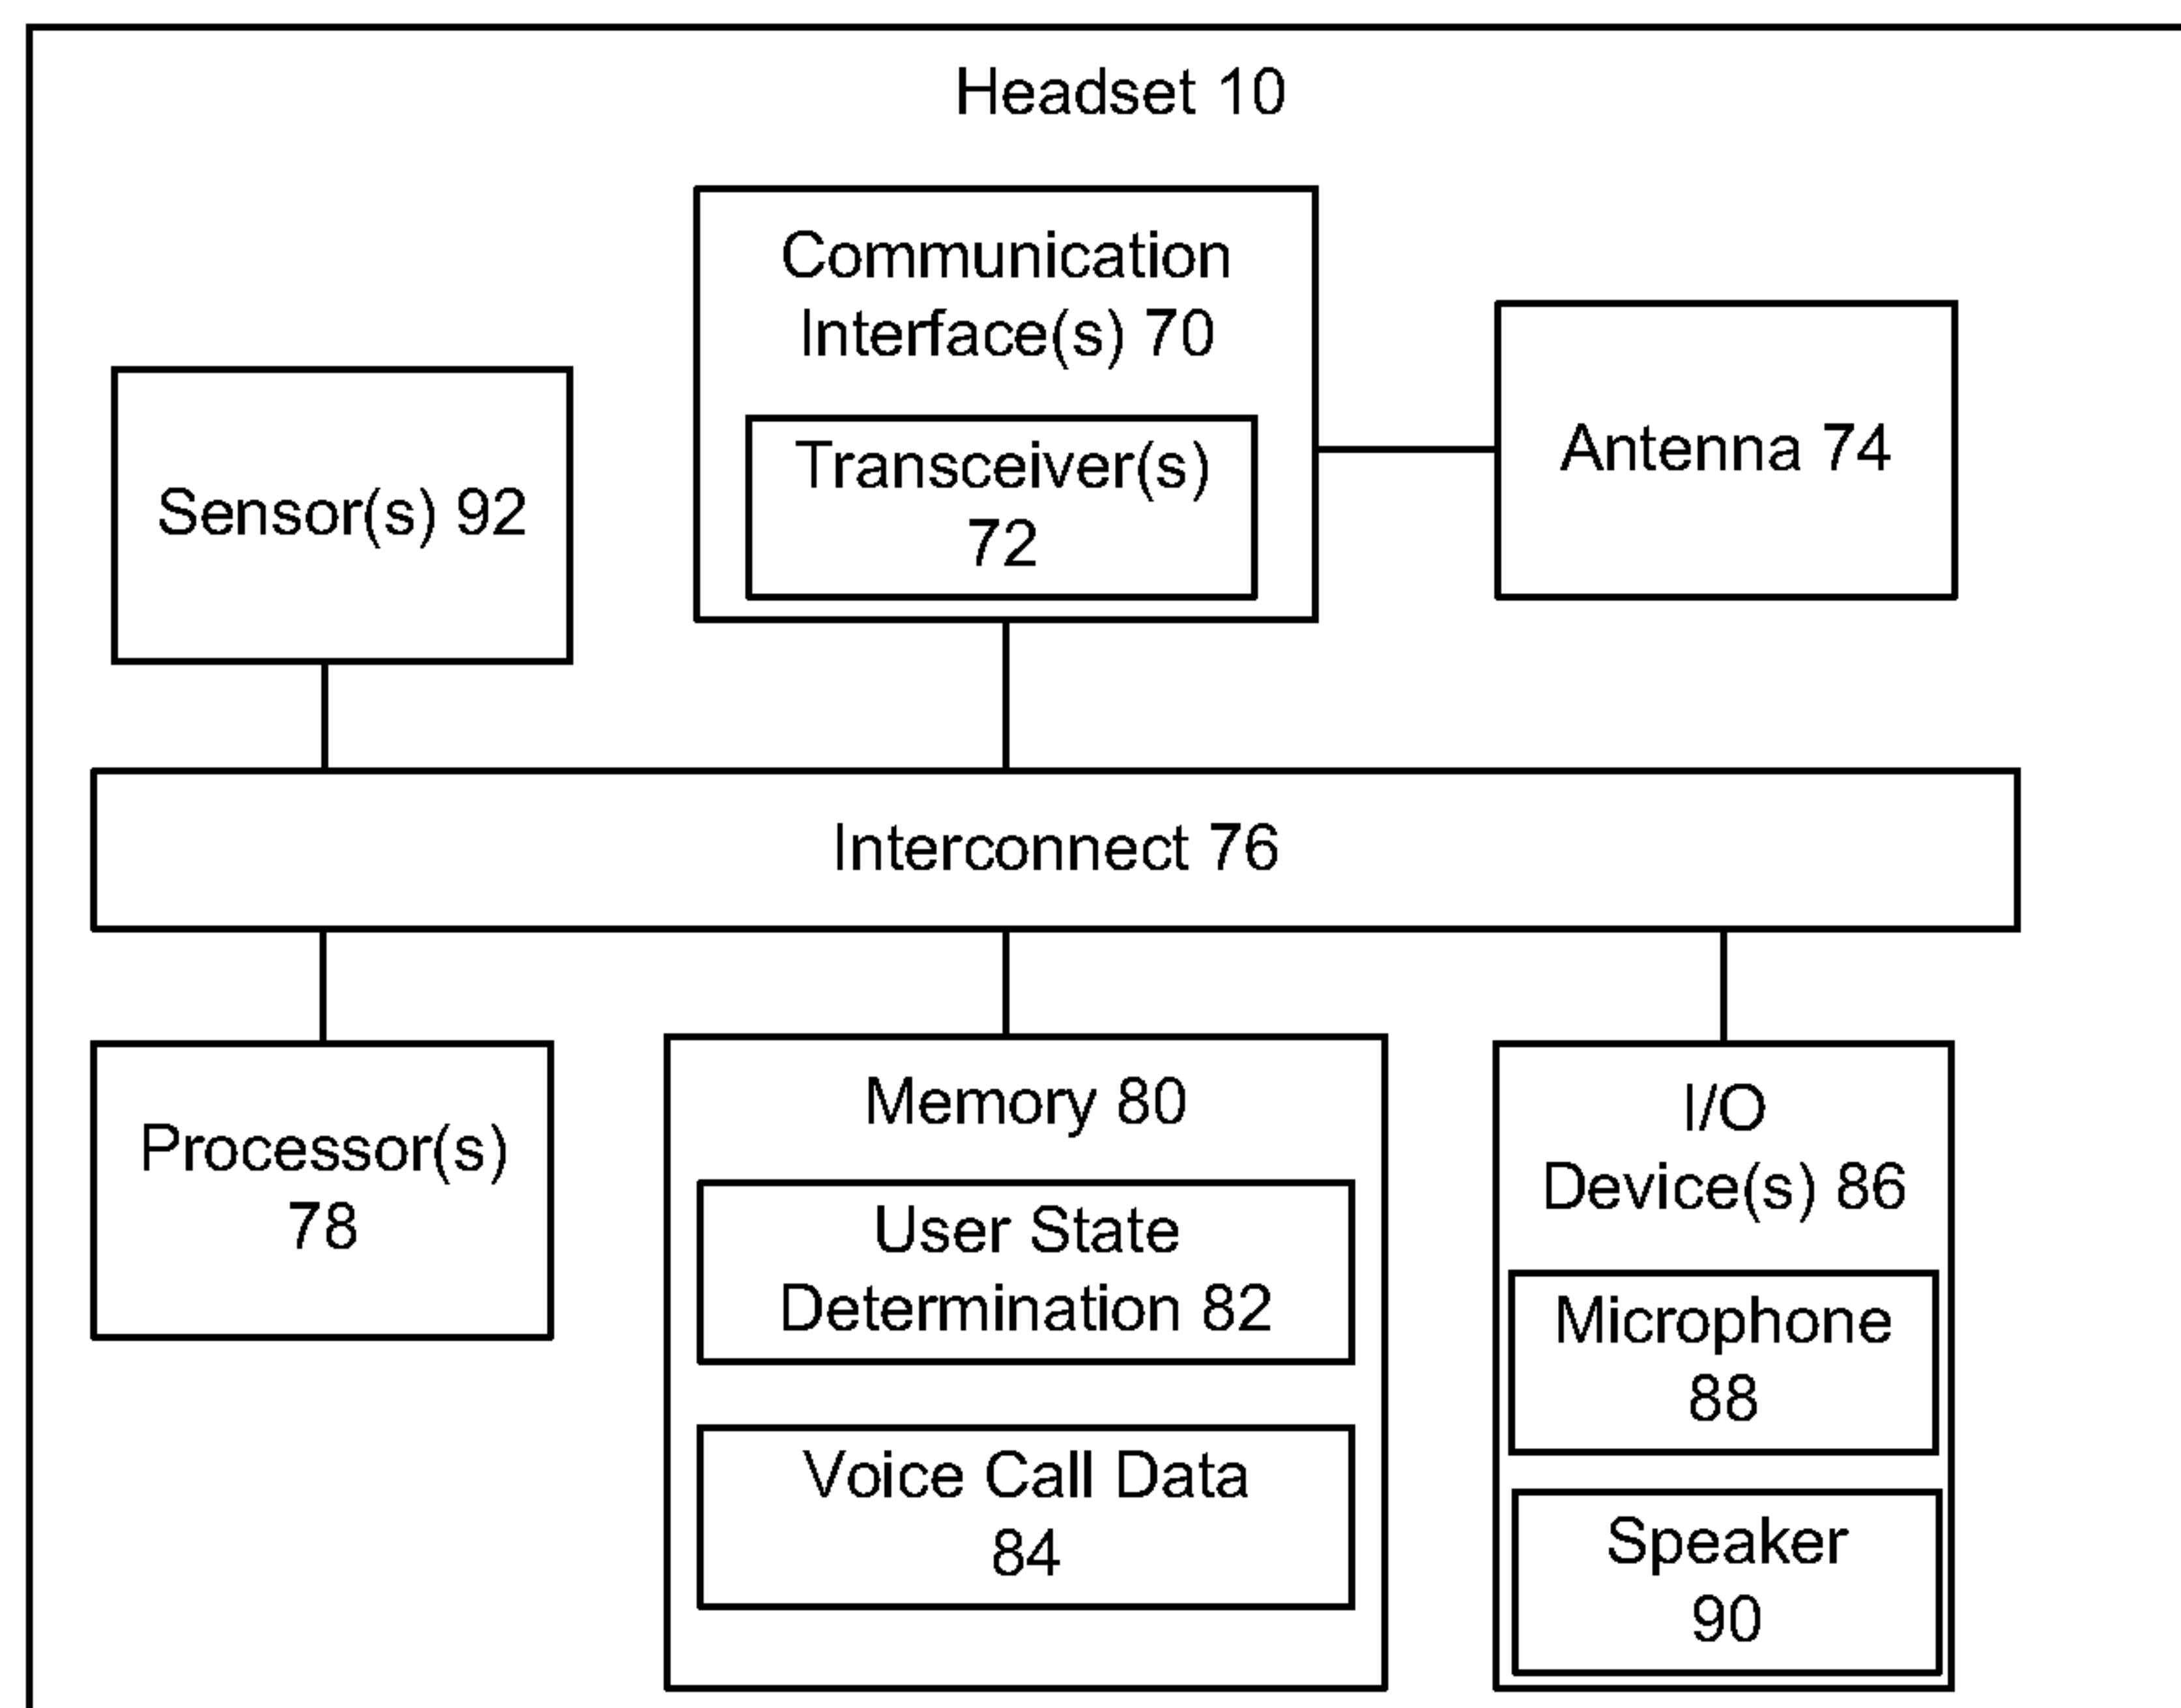 Headset 10
Communication
Interface(s) 70
Transceiver(s)
72
Antenna 74
Sensor(s) 92
Interconnect 76
Processor(s)
78
Memory 80
User State
Determination 82
Voice Call Data
84
I/O
Device(s) 86
Microphone
88
Speaker
90